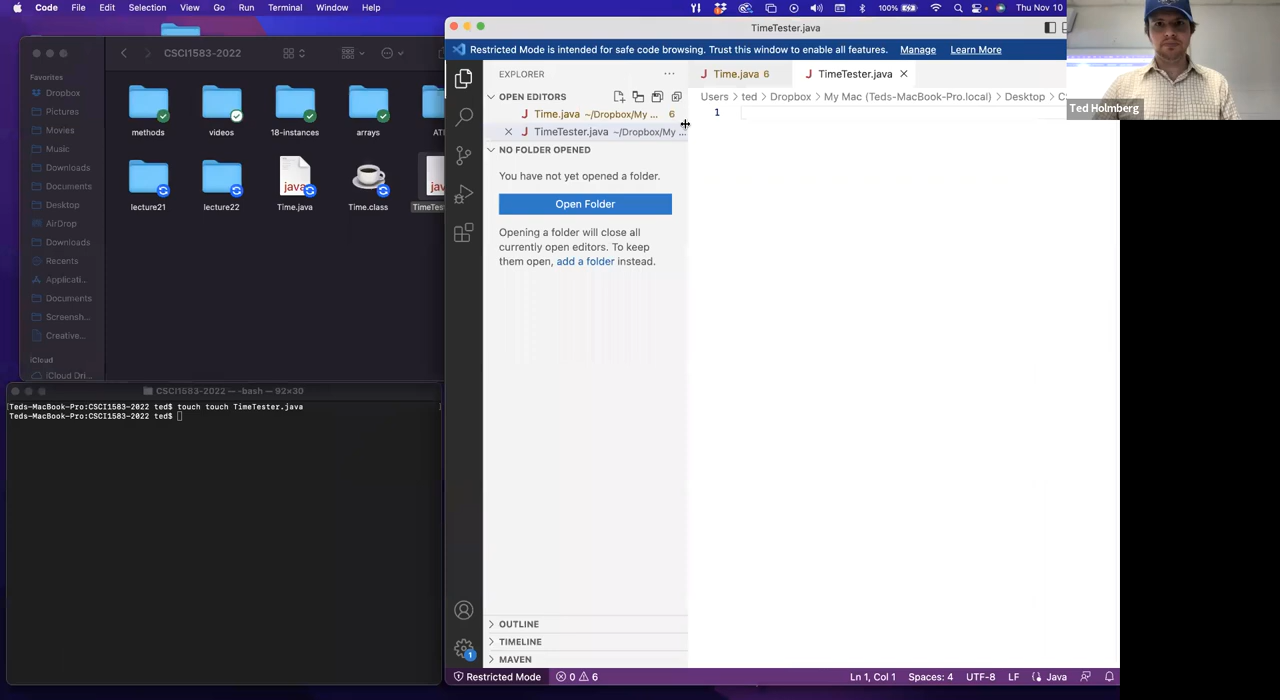 Code File Edit Selection View Go Run Terminal Window Help 100% Thu Nov 10
CSCI1583-2022
Favorites
Dropbox
Pictures
Movies
Music
Downloads
Documents
Desktop
AirDrop
Downloads
Recents
Applicati...
Documents
Screensh...
Creative...
iCloud
iCloud Dri...
methods videos 18-instances arrays
lecture21 lecture22 Time.java Time.class
java
CSCI1583-2022 — -bash — 92×30
Teds-MacBook-Pro:CSCI1583-2022 ted$ touch touch TimeTester.java
Teds-MacBook-Pro:CSCI1583-2022 ted$
TimeTester.java
Restricted Mode is intended for safe code browsing. Trust this window to enable all features. Manage Learn More
EXPLORER ...
OPEN EDITORS
J Time.java ~/Dropbox/My ... 6
J TimeTester.java ~/Dropbox/My ...
NO FOLDER OPENED
You have not yet opened a folder.
Open Folder
Opening a folder will close all
currently open editors. To keep
them open, add a folder instead.
OUTLINE
TIMELINE
MAVEN
J Time.java 6 J TimeTester.java
Users > ted > Dropbox > My Mac (Teds-MacBook-Pro.local) > Desktop >
1
1
Restricted Mode 0 6 Ln 1, Col 1 Spaces: 4 UTF-8 LF Java
Ted Holmberg